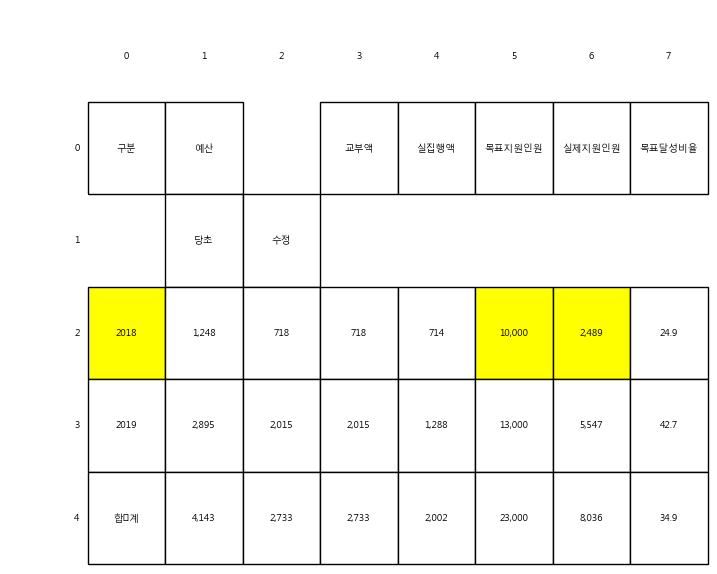 0 1 2 3 4 5 6 7
0 구분 예산 교부액 실집행액 목표지원인원 실제지원인원 목표달성비율
1 당초 수정
2 2018 1,248 718 718 714 10,000 2,489 24.9
3 2019 2,895 2,015 2,015 1,288 13,000 5,547 42.7
4 합□계 4,143 2,733 2,733 2,002 23,000 8,036 34.9